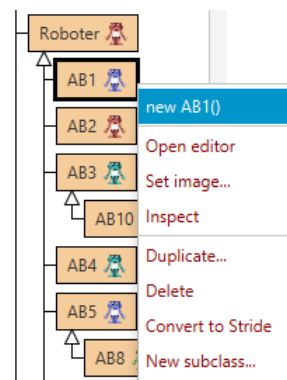 Roboter
AB1
new AB1()
AB2
Open editor
AB3
Set image...
AB10
Inspect
AB4
Duplicate...
Delete
AB5
Convert to Stride
AB8
New subclass...